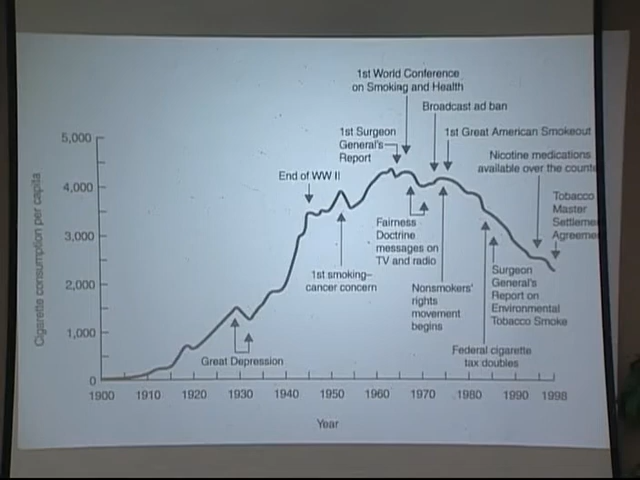 1st World Conference
on Smoking and Health
Broadcast ad ban
1st Surgeon
General's
Report
1st Great American Smokeout
End of WW II
Nicotine medications
available over the counte
Tobacco
Master
Settleme
Agreeme
Fairness
Doctrine
messages on
TV and radio
1st smoking-
cancer concern
Nonsmokers'
rights
movement
begins
Surgeon
General's
Report on
Environmental
Tobacco Smoke
Federal cigarette
tax doubles
Great Depression
Cigarette consumption per capita
5,000
4,000
3,000
2,000
1,000
0
1900 1910 1920 1930 1940 1950 1960 1970 1980 1990 1998
Year